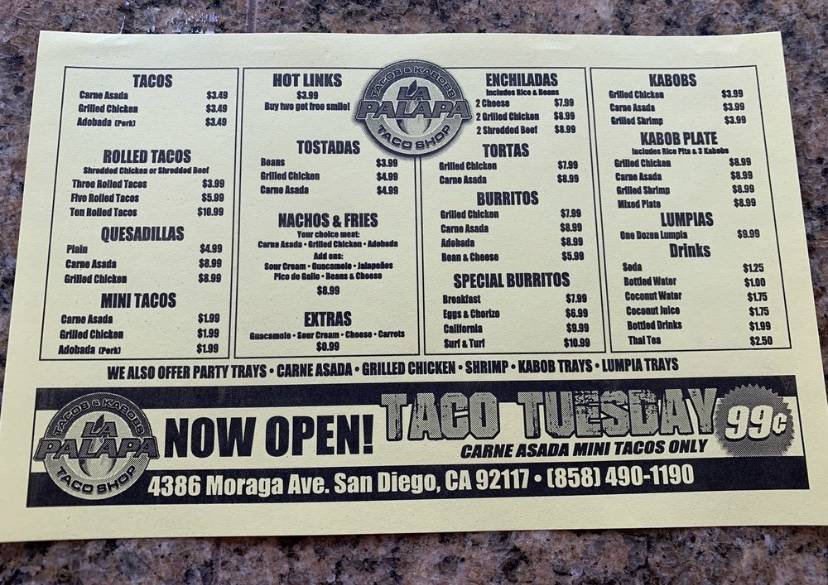 TACOS
Carne Asada $3.49
Grilled Chicken $3.49
Adobada (Pork) $3.49
ROLLED TACOS
Shredded Chicken or Shredded Beef
Three Rolled Tacos $3.99
Five Rolled Tacos $5.99
Ten Rolled Tacos $10.99
QUESADILLAS
Plain $4.99
Carne Asada $8.99
Grilled Chicken $8.99
MINI TACOS
Carne Asada $1.99
Grilled Chicken $1.99
Adobada (Pork) $1.99
HOT LINKS
$3.99
Buy two get free smile!
TOSTADAS
Beans $3.99
Grilled Chicken $4.99
Carne Asada $4.99
NACHOS & FRIES
Your choice meat:
Carne Asada • Grilled Chicken • Adobada
Add ons:
Sour Cream • Guacamole • Jalapeños
Pico de Gallo • Beans & Cheese
$8.99
EXTRAS
Guacamole • Sour Cream • Cheese • Carrots
$0.99
TACOS & KABOBS
LA
PALAPA
TACO SHOP
ENCHILADAS
Includes Rice & Beans
2 Cheese $7.99
2 Grilled Chicken $8.99
2 Shredded Beef $8.99
TORTAS
Grilled Chicken $7.99
Carne Asada $8.99
BURRITOS
Grilled Chicken $7.99
Carne Asada $8.99
Adobada $8.99
Bean & Cheese $5.99
SPECIAL BURRITOS
Breakfast $7.99
Eggs & Chorizo $6.99
California $9.99
Surf & Turf $10.99
KABOBS
Grilled Chicken $3.99
Carne Asada $3.99
Grilled Shrimp $3.99
KABOB PLATE
Includes Rice Pita & 3 Kabobs
Grilled Chicken $8.99
Carne Asada $8.99
Grilled Shrimp $8.99
Mixed Plate $8.99
LUMPIAS
One Dozen Lumpia $9.99
Drinks
Soda $1.25
Bottled Water $1.00
Coconut Water $1.75
Coconut Juice $1.75
Bottled Drinks $1.99
Thai Tea $2.50
WE ALSO OFFER PARTY TRAYS • CARNE ASADA • GRILLED CHICKEN • SHRIMP • KABOB TRAYS • LUMPIA TRAYS
TACOS & KABOBS
LA
PALAPA
TACO SHOP
NOW OPEN!
TACO TUESDAY
99¢
CARNE ASADA MINI TACOS ONLY
4386 Moraga Ave. San Diego, CA 92117 • (858) 490-1190